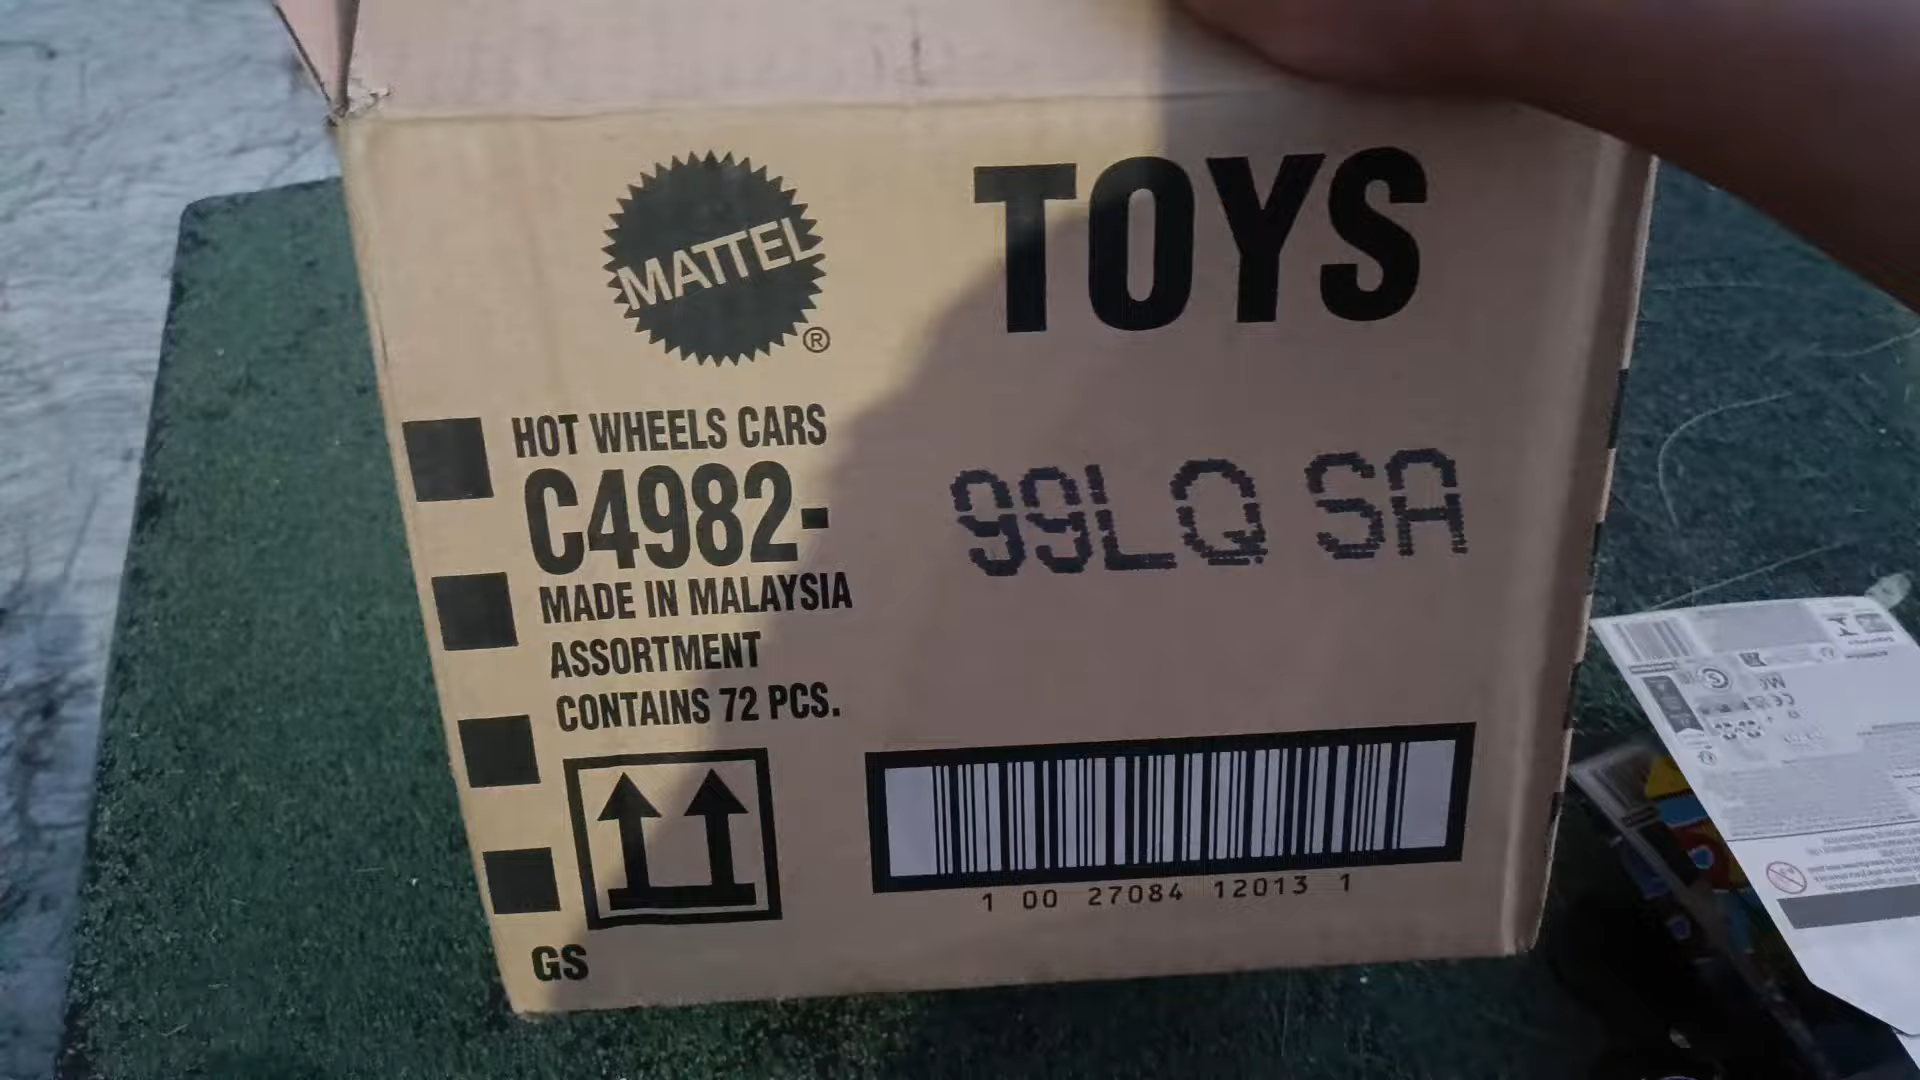 MATTEL
®
TOYS
HOT WHEELS CARS
C4982-
99LQ SA
MADE IN MALAYSIA
ASSORTMENT
CONTAINS 72 PCS.
1 00 27084 12013 1
GS